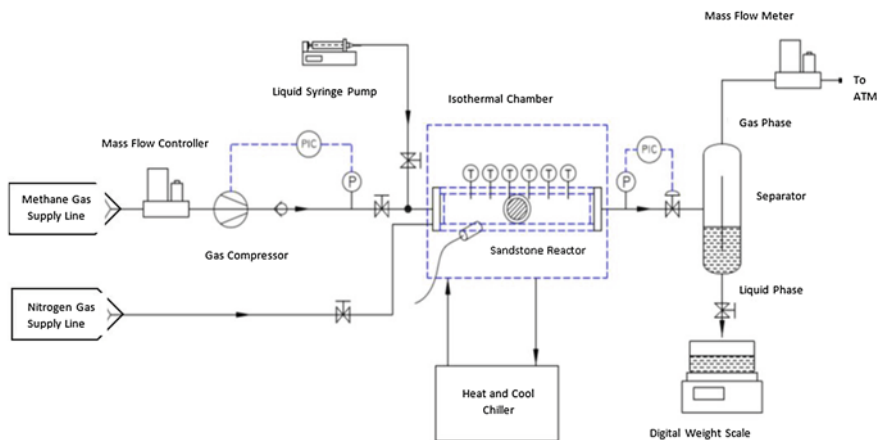 Mass Flow Meter
To
ATM
Liquid Syringe Pump
Isothermal Chamber
Gas Phase
Mass Flow Controller
PIC
PIC
P
T T T T T T
P
Methane Gas
Supply Line
Separator
Gas Compressor
Sandstone Reactor
Nitrogen Gas
Supply Line
Liquid Phase
Heat and Cool
Chiller
Digital Weight Scale